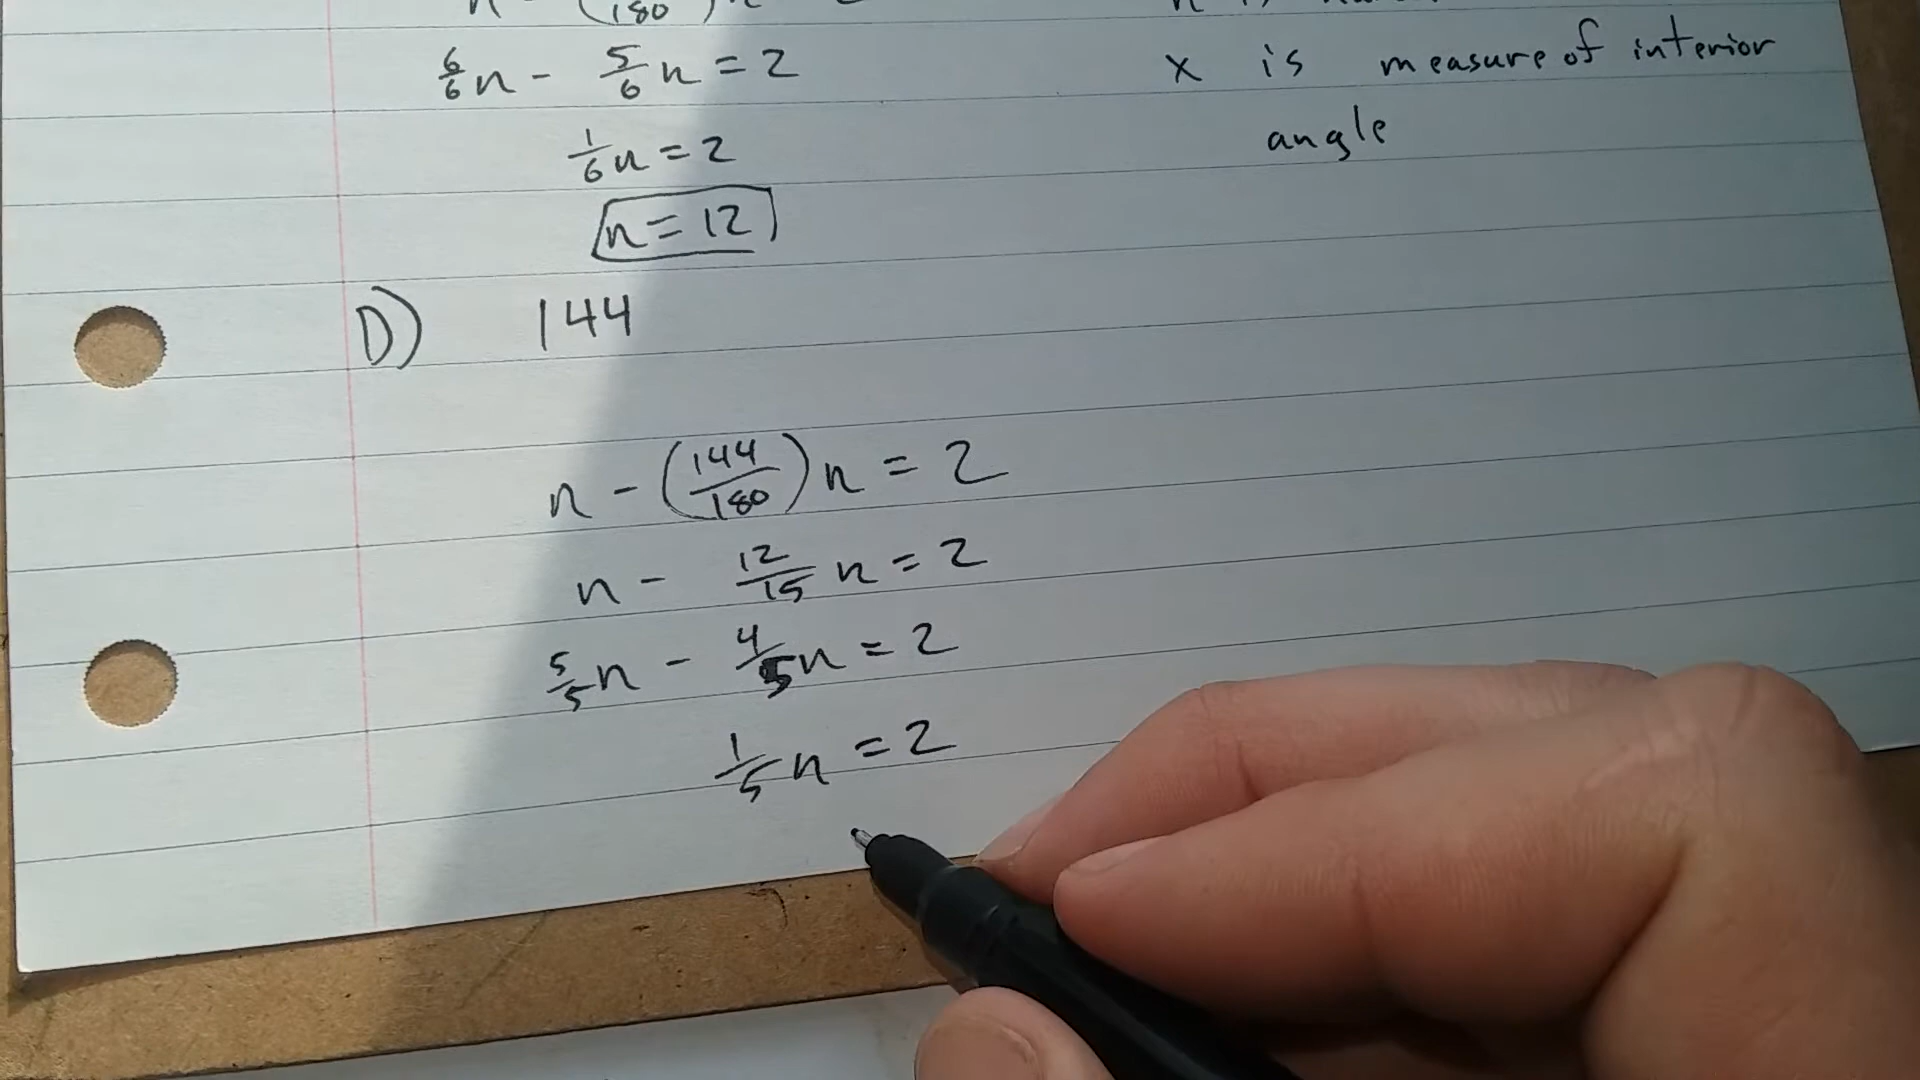 6/6 n - 5/6 n = 2
x is measure of interior
angle
1/6 n = 2
n = 12
D) 144
n - (144/180) n = 2
n - 12/15 n = 2
5/5 n - 4/5 n = 2
1/5 n = 2